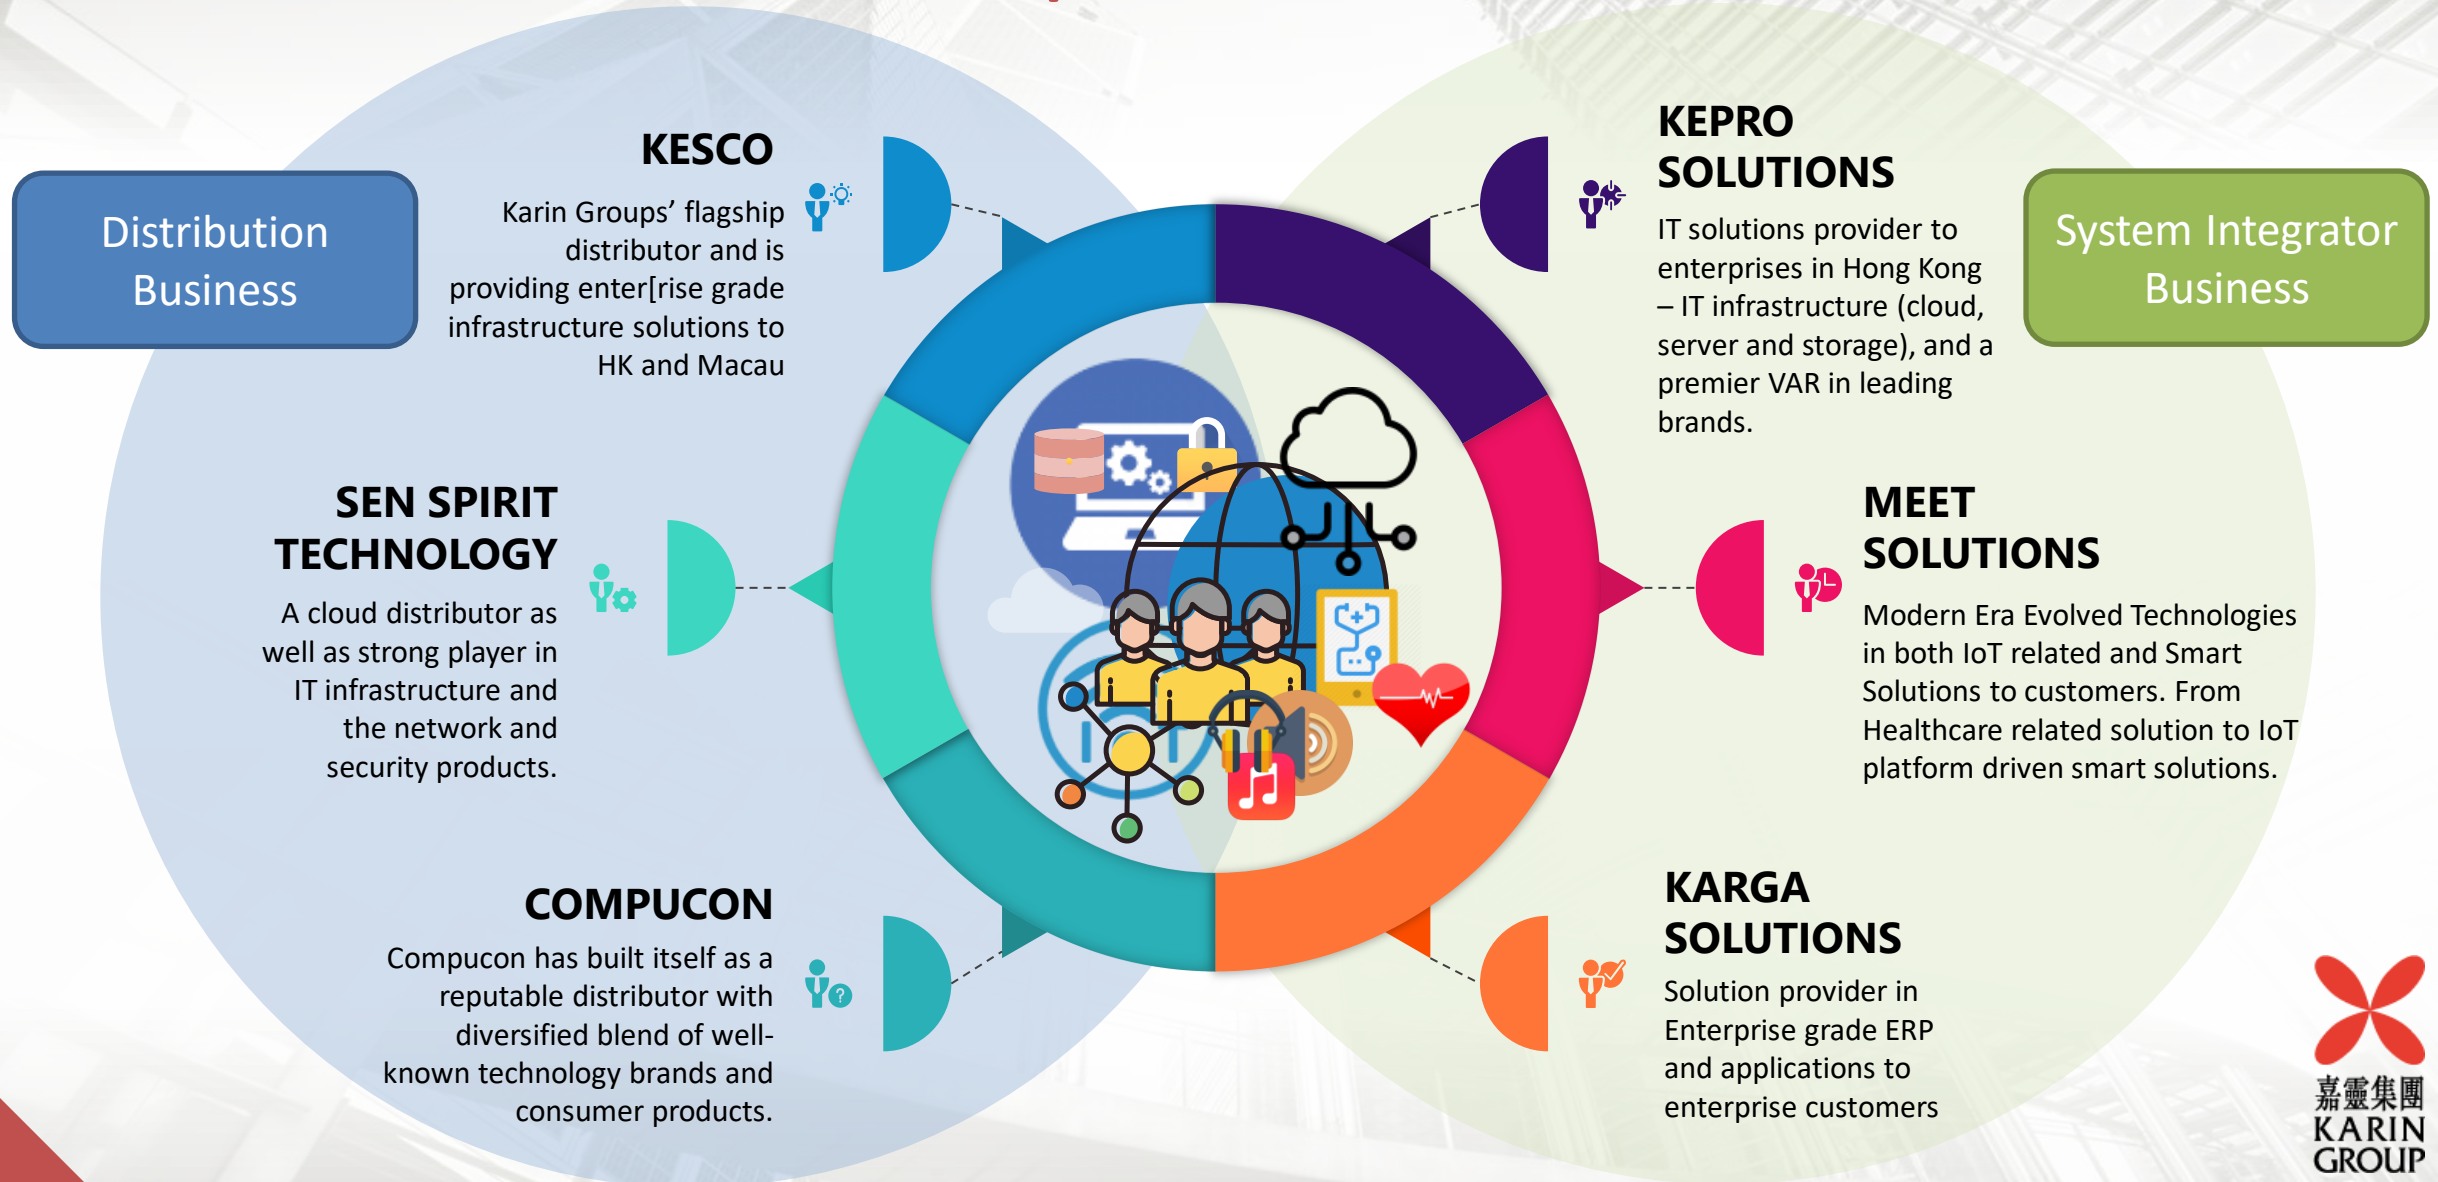 Distribution
Business
KESCO
Karin Groups’ flagship
distributor and is
providing enter[rise grade
infrastructure solutions to
HK and Macau
SEN SPIRIT
TECHNOLOGY
A cloud distributor as
well as strong player in
IT infrastructure and
the network and
security products.
COMPUCON
Compucon has built itself as a
reputable distributor with
diversified blend of well-
known technology brands and
consumer products.
IOT
KEPRO
SOLUTIONS
IT solutions provider to
enterprises in Hong Kong
– IT infrastructure (cloud,
server and storage), and a
premier VAR in leading
brands.
System Integrator
Business
MEET
SOLUTIONS
Modern Era Evolved Technologies
in both IoT related and Smart
Solutions to customers. From
Healthcare related solution to IoT
platform driven smart solutions.
KARGA
SOLUTIONS
Solution provider in
Enterprise grade ERP
and applications to
enterprise customers
嘉靈集團
KARIN
GROUP